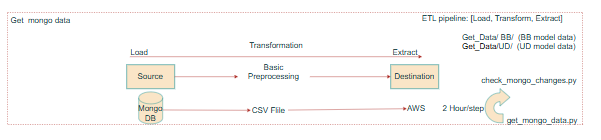 Get mongo data
ETL pipeline: [Load, Transform, Extract]
Get_Data/ BB/ (BB model data)
Get_Data/UD/ (UD model data)
Load
Transformation
Extract
Source
Basic
Preprocessing
Destination
check_mongo_changes.py
Mongo
DB
CSV File
AWS
2 Hour/step
get_mongo_data.py